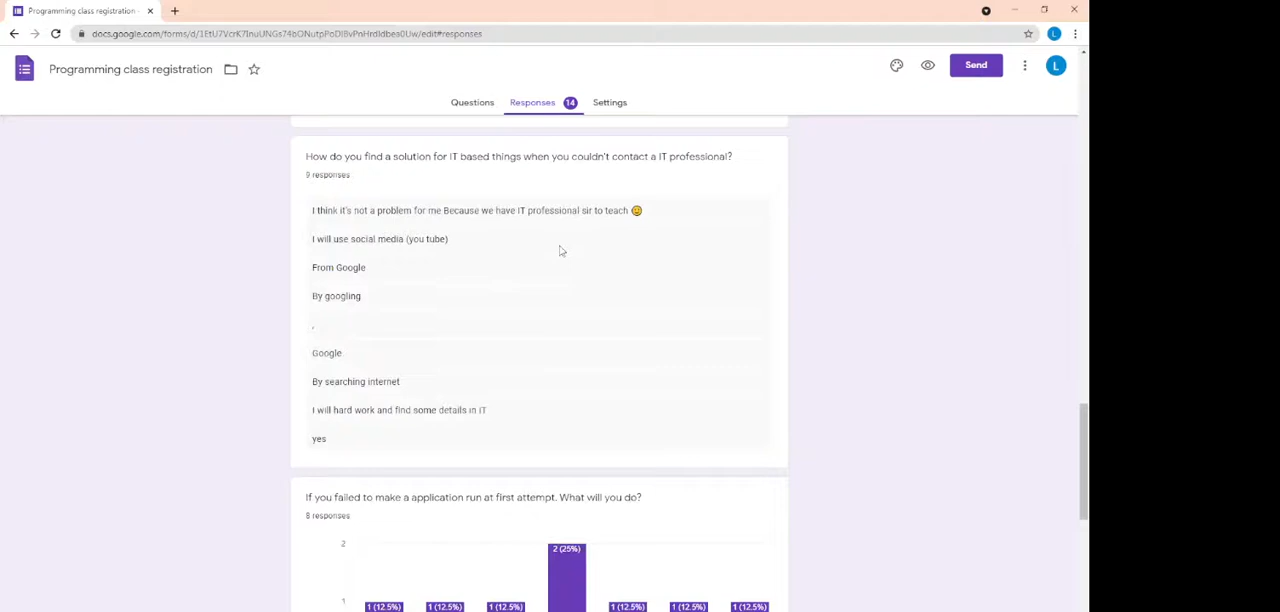 Programming class registration -
docs.google.com/forms/d/1EtU7VcrK7InuUNGs74bONutpPoDlBvPnHrdIdbea0Uw/edit#responses
L
Programming class registration
Send
L
Questions
Responses 14
Settings
How do you find a solution for IT based things when you couldn't contact a IT professional?
9 responses
I think it's not a problem for me Because we have IT professional sir to teach 😊
I will use social media (you tube)
From Google
By googling
,
Google
By searching internet
I will hard work and find some details in IT
yes
If you failed to make a application run at first attempt. What will you do?
8 responses
2
2 (25%)
1
1 (12.5%)
1 (12.5%)
1 (12.5%)
1 (12.5%)
1 (12.5%)
1 (12.5%)